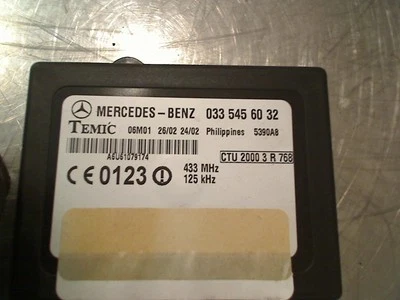 MERCEDES-BENZ 033 545 60 32
TEMIC 06M01 26/02 24/02 Philippines 5390A8
A6U61079174 CTU 2000 3 R 768
CE 0123 433 MHz
125 kHz